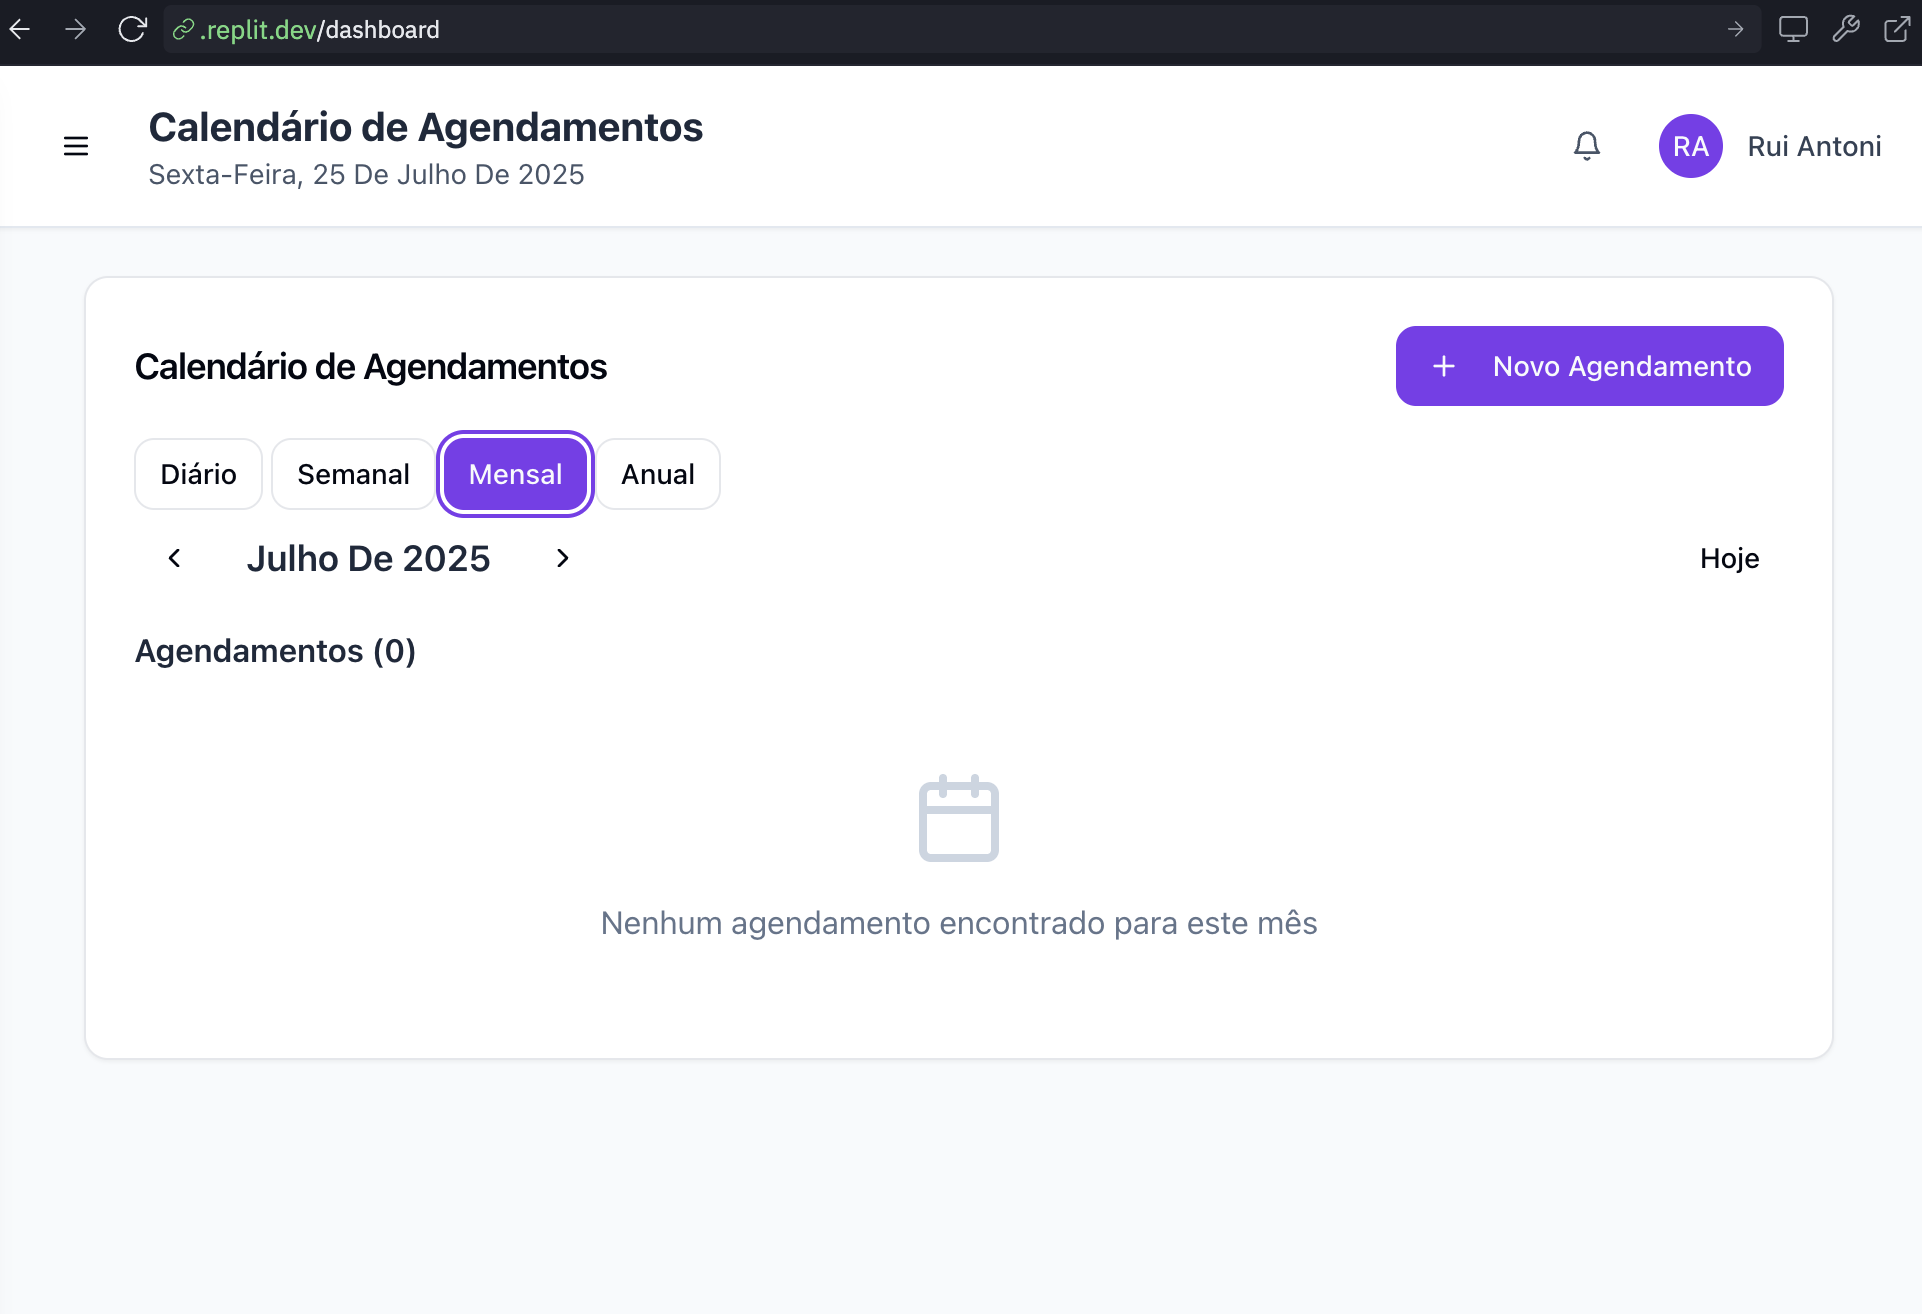 .replit.dev/dashboard
Calendário de Agendamentos
Sexta-Feira, 25 De Julho De 2025
RA
Rui Antoni
Calendário de Agendamentos
+ Novo Agendamento
Diário
Semanal
Mensal
Anual
Julho De 2025
Hoje
Agendamentos (0)
Nenhum agendamento encontrado para este mês